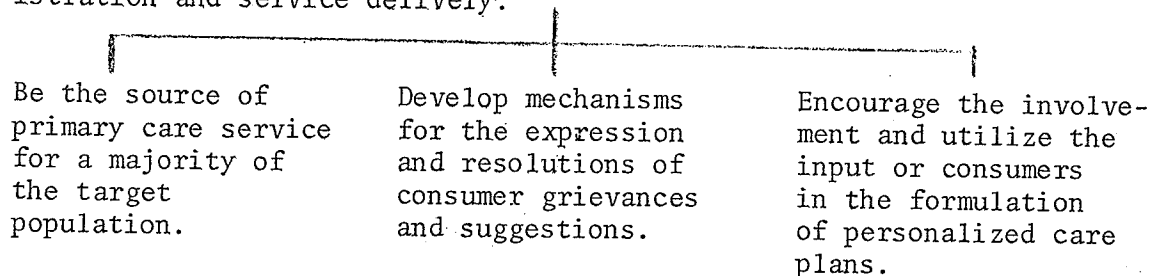 istration and service delivery.
Be the source of
primary care service
for a majority of
the target
population.
Develop mechanisms
for the expression
and resolutions of
consumer grievances
and suggestions.
Encourage the involve-
ment and utilize the
input or consumers
in the formulation
of personalized care
plans.